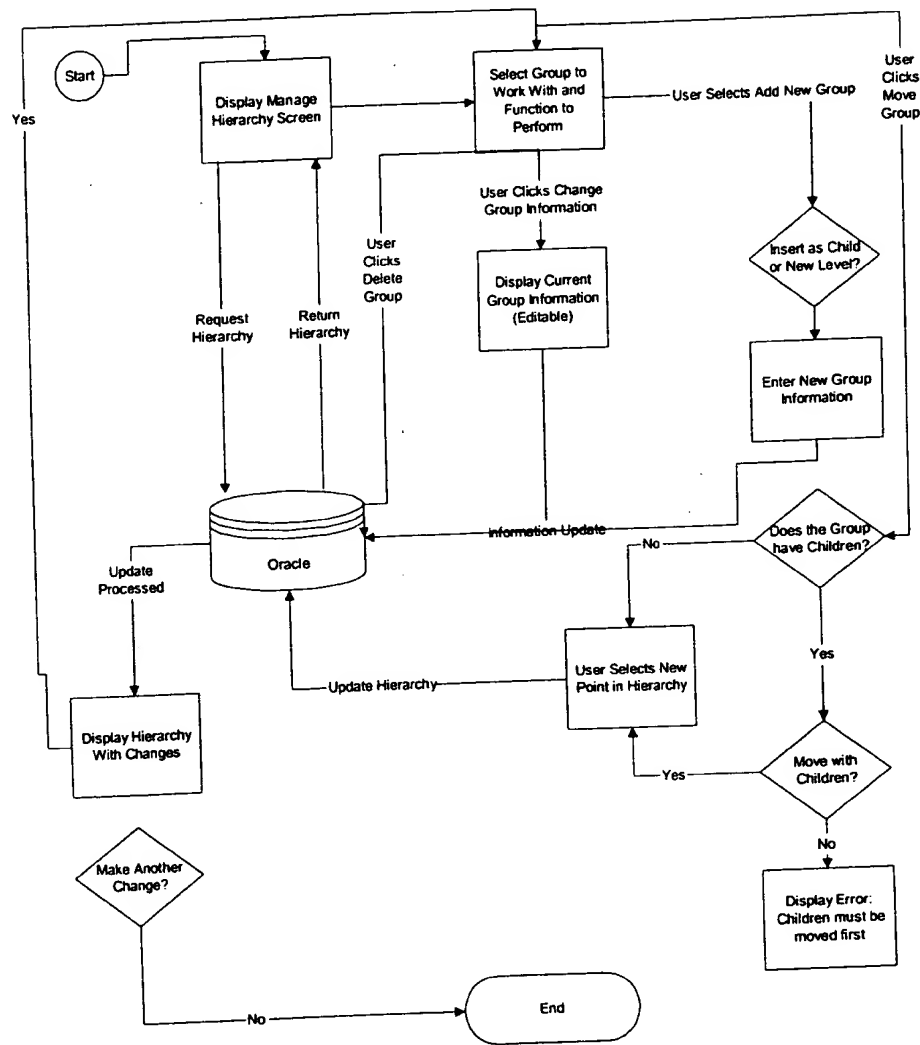 Start
Yes
Display Manage
Hierarchy Screen
Select Group to
Work With and
Function to
Perform
User Selects Add New Group
User
Clicks
Move
Group
User Clicks Change
Group Information
User
Clicks
Delete
Group
Insert as Child
or New Level?
Display Current
Group Information
(Editable)
Request
Hierarchy
Return
Hierarchy
Enter New Group
Information
Information Update
Oracle
Does the Group
have Children?
No
Update
Processed
Yes
User Selects New
Point in Hierarchy
Update Hierarchy
Display Hierarchy
With Changes
Move with
Children?
Yes
No
Make Another
Change?
Display Error:
Children must be
moved first
No
End